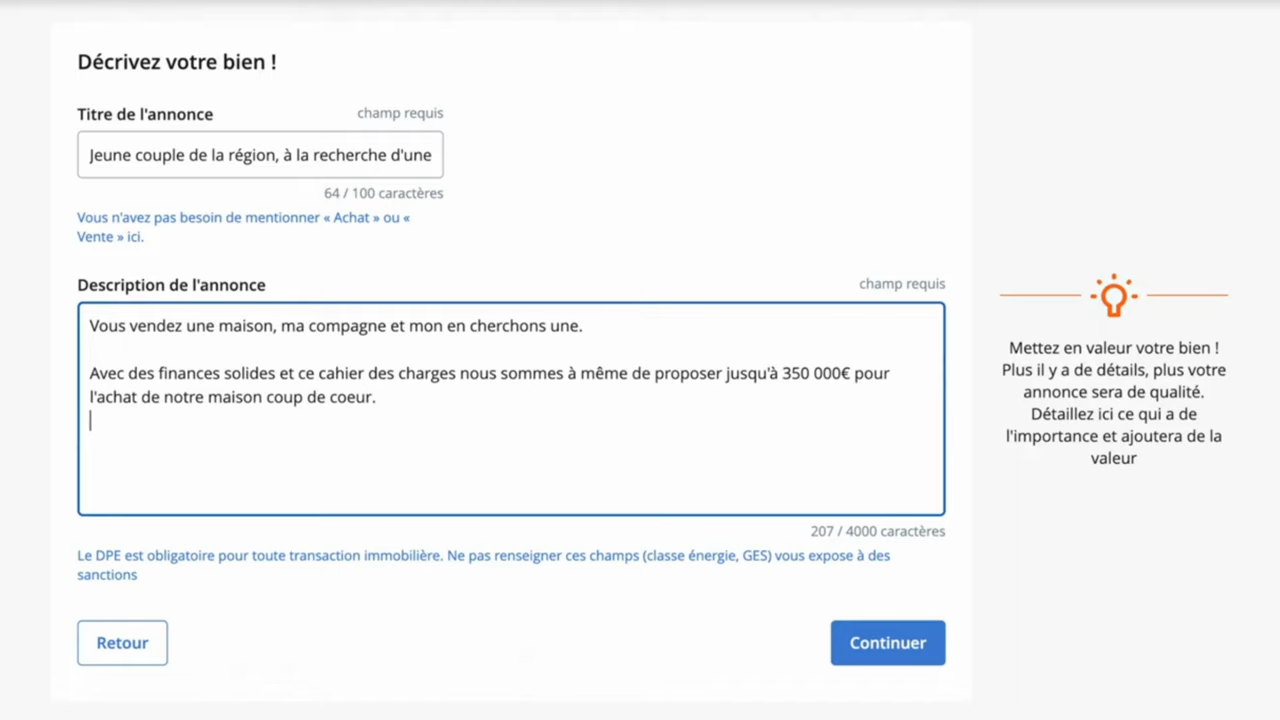 Décrivez votre bien !
Titre de l'annonce
champ requis
Jeune couple de la région, à la recherche d'une
64 / 100 caractères
Vous n'avez pas besoin de mentionner « Achat » ou «
Vente » ici.
Description de l'annonce
champ requis
Vous vendez une maison, ma compagne et mon en cherchons une.
Avec des finances solides et ce cahier des charges nous sommes à même de proposer jusqu'à 350 000€ pour
l'achat de notre maison coup de coeur.
207 / 4000 caractères
Le DPE est obligatoire pour toute transaction immobilière. Ne pas renseigner ces champs (classe énergie, GES) vous expose à des
sanctions
Retour
Continuer
Mettez en valeur votre bien !
Plus il y a de détails, plus votre
annonce sera de qualité.
Détaillez ici ce qui a de
l'importance et ajoutera de la
valeur